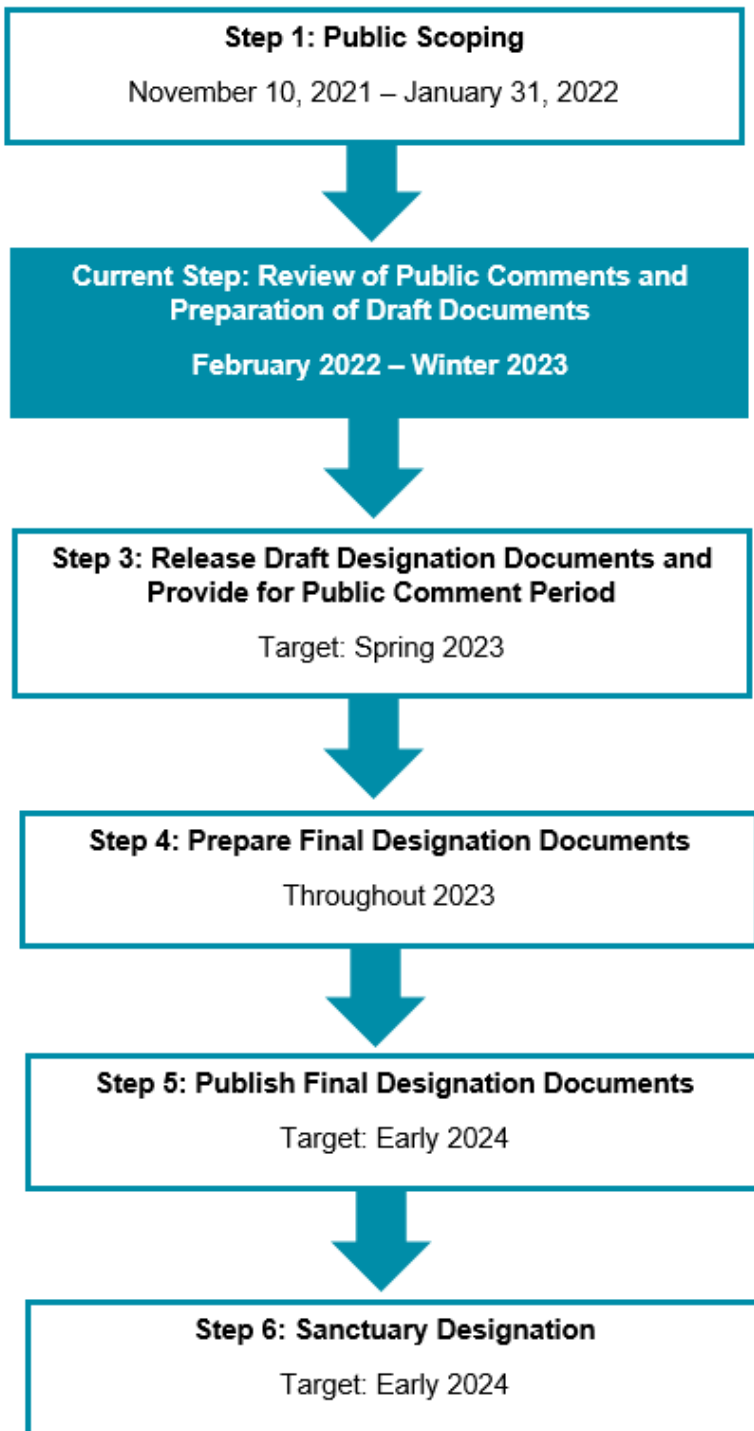 Step 1: Public Scoping
November 10, 2021 – January 31, 2022
Current Step: Review of Public Comments and
Preparation of Draft Documents
February 2022 – Winter 2023
Step 3: Release Draft Designation Documents and
Provide for Public Comment Period
Target: Spring 2023
Step 4: Prepare Final Designation Documents
Throughout 2023
Step 5: Publish Final Designation Documents
Target: Early 2024
Step 6: Sanctuary Designation
Target: Early 2024